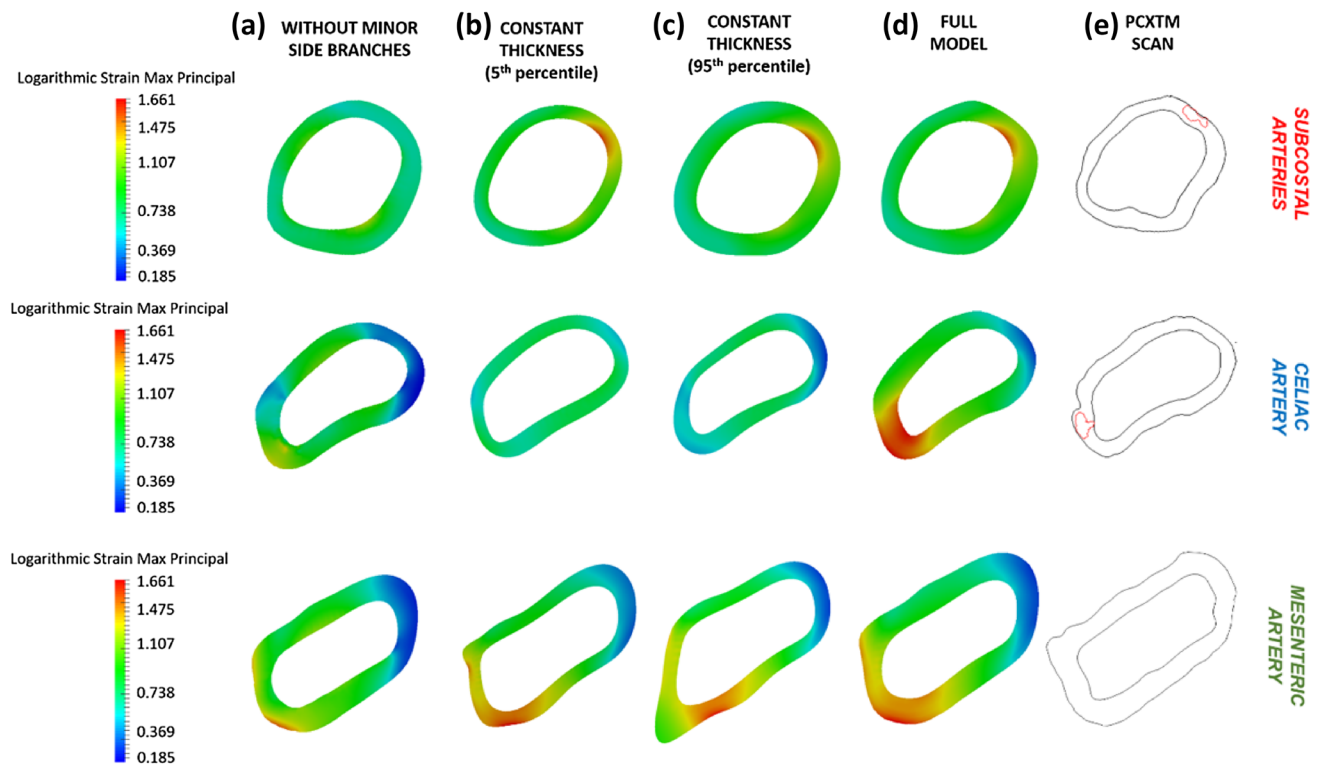 (a) WITHOUT MINOR
SIDE BRANCHES
(b) CONSTANT
THICKNESS
(5th percentile)
(c) CONSTANT
THICKNESS
(95th percentile)
(d) FULL
MODEL
(e) PCXTM
SCAN
Logarithmic Strain Max Principal
1.661
1.475
1.107
0.738
0.369
0.185
SUBCOSTAL
ARTERIES
Logarithmic Strain Max Principal
1.661
1.475
1.107
0.738
0.369
0.185
CELIAC
ARTERY
Logarithmic Strain Max Principal
1.661
1.475
1.107
0.738
0.369
0.185
MESENTERIC
ARTERY